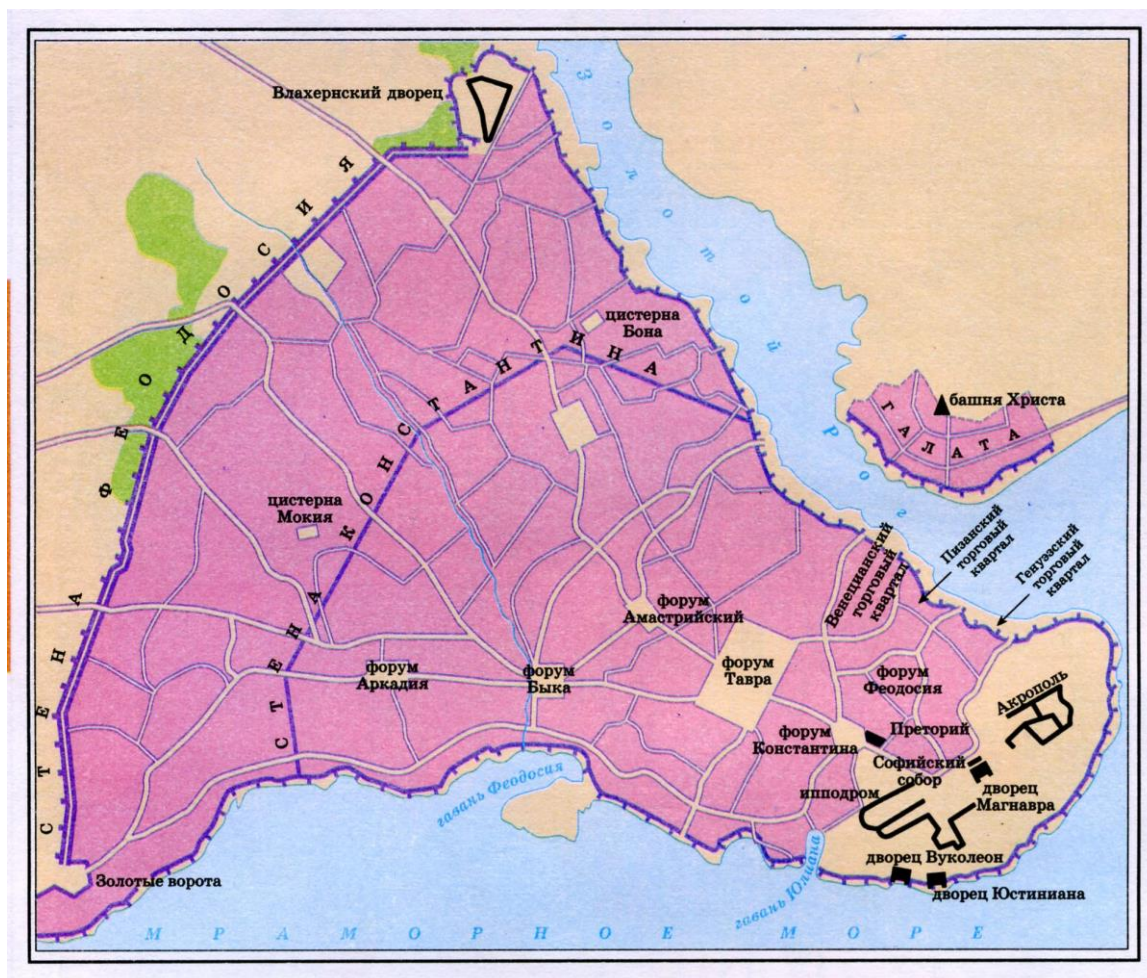 Влахернский дворец
Золотой Рог
СТЕНА ФЕОДОСИЯ
цистерна
Бона
СТЕНА КОНСТАНТИНА
башня Христа
ГАЛАТА
цистерна
Мокия
Венецианский
торговый
квартал
Пизанский
торговый
квартал
Генуэзский
торговый
квартал
форум
Амастрийский
форум
Аркадия
форум
Быка
форум
Тавра
форум
Феодосия
Акрополь
форум
Константина
Преторий
Софийский
собор
ипподром
дворец
Магнавра
гавань Феодосия
дворец Вуколеон
Золотые ворота
гавань Юлиана
дворец Юстиниана
МРАМОРНОЕ МОРЕ